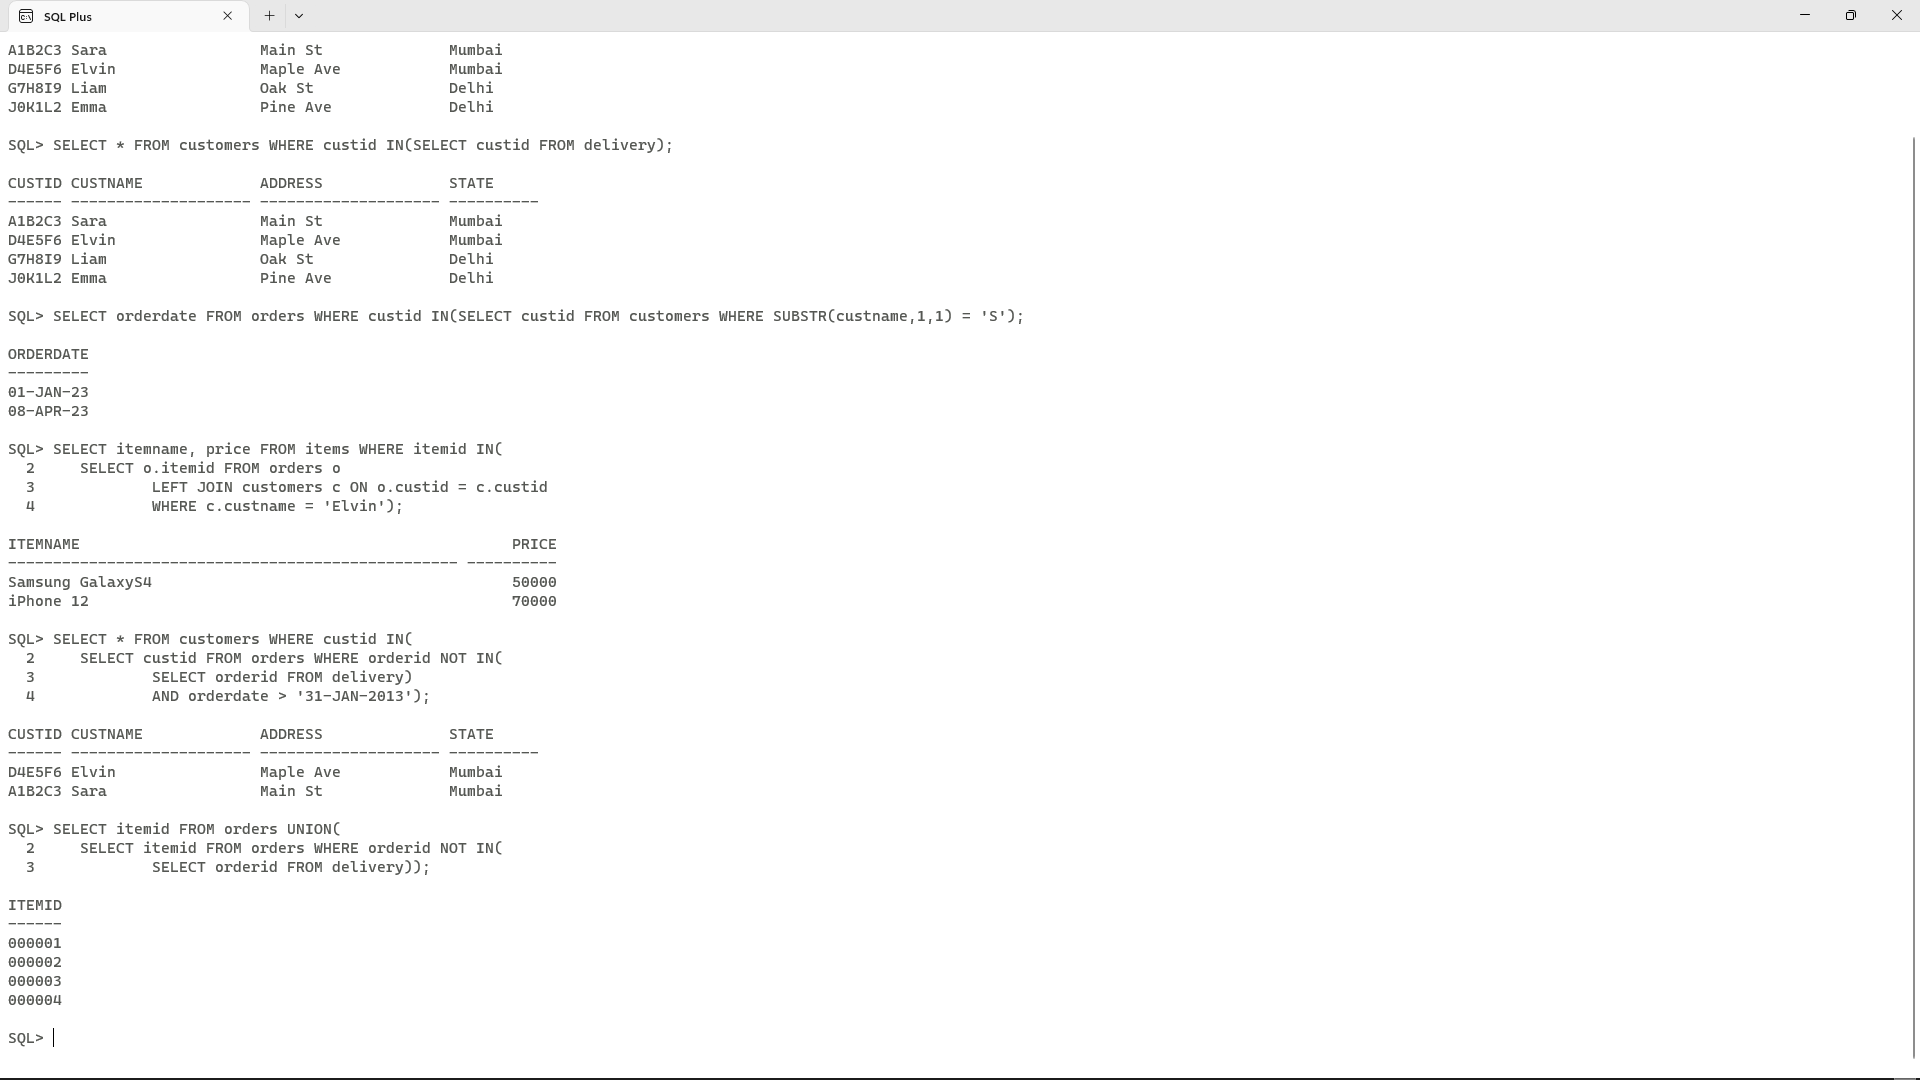 SQL Plus
A1B2C3 Sara                 Main St              Mumbai
D4E5F6 Elvin                Maple Ave            Mumbai
G7H8I9 Liam                 Oak St               Delhi
J0K1L2 Emma                 Pine Ave             Delhi

SQL> SELECT * FROM customers WHERE custid IN(SELECT custid FROM delivery);

CUSTID CUSTNAME             ADDRESS              STATE
------ -------------------- -------------------- ----------
A1B2C3 Sara                 Main St              Mumbai
D4E5F6 Elvin                Maple Ave            Mumbai
G7H8I9 Liam                 Oak St               Delhi
J0K1L2 Emma                 Pine Ave             Delhi

SQL> SELECT orderdate FROM orders WHERE custid IN(SELECT custid FROM customers WHERE SUBSTR(custname,1,1) = 'S');

ORDERDATE
---------
01-JAN-23
08-APR-23

SQL> SELECT itemname, price FROM items WHERE itemid IN(
  2     SELECT o.itemid FROM orders o
  3             LEFT JOIN customers c ON o.custid = c.custid
  4             WHERE c.custname = 'Elvin');

ITEMNAME                                                PRICE
-------------------------------------------------- ----------
Samsung GalaxyS4                                        50000
iPhone 12                                               70000

SQL> SELECT * FROM customers WHERE custid IN(
  2     SELECT custid FROM orders WHERE orderid NOT IN(
  3             SELECT orderid FROM delivery)
  4             AND orderdate > '31-JAN-2013');

CUSTID CUSTNAME             ADDRESS              STATE
------ -------------------- -------------------- ----------
D4E5F6 Elvin                Maple Ave            Mumbai
A1B2C3 Sara                 Main St              Mumbai

SQL> SELECT itemid FROM orders UNION(
  2     SELECT itemid FROM orders WHERE orderid NOT IN(
  3             SELECT orderid FROM delivery));

ITEMID
------
000001
000002
000003
000004

SQL>